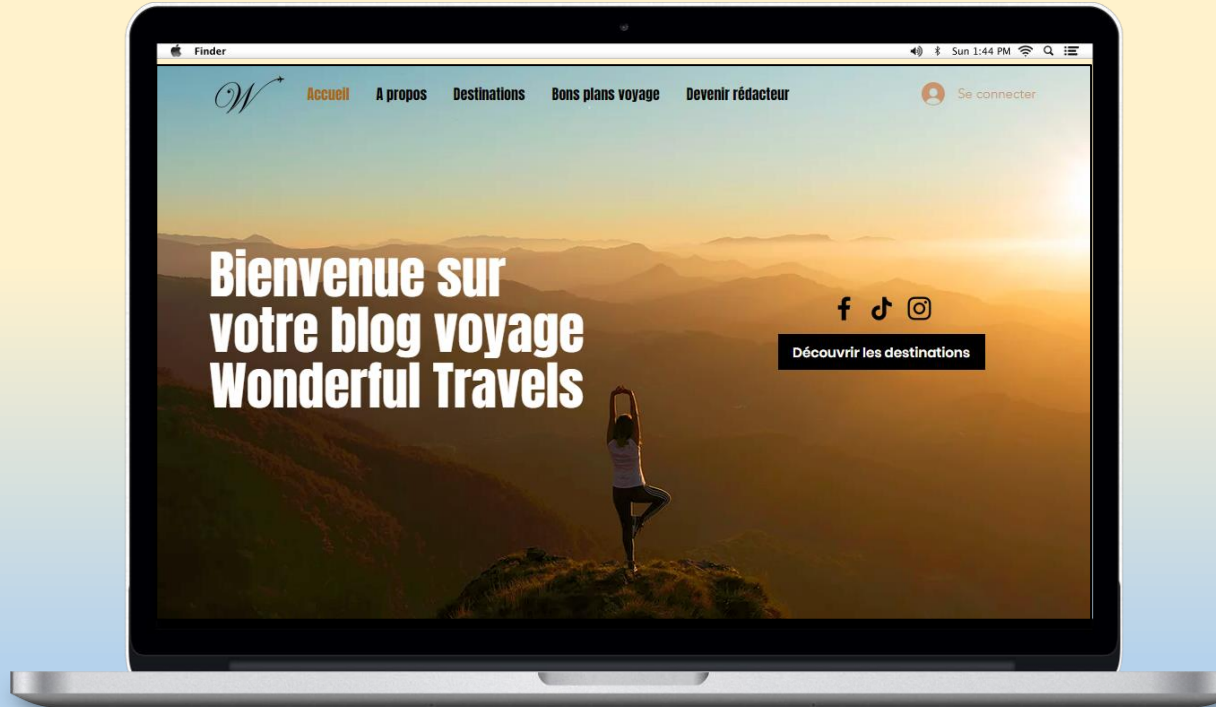 Finder
Sun 1:44 PM
W
Accueil
A propos
Destinations
Bons plans voyage
Devenir rédacteur
Se connecter
Bienvenue sur
votre blog voyage
Wonderful Travels
Découvrir les destinations